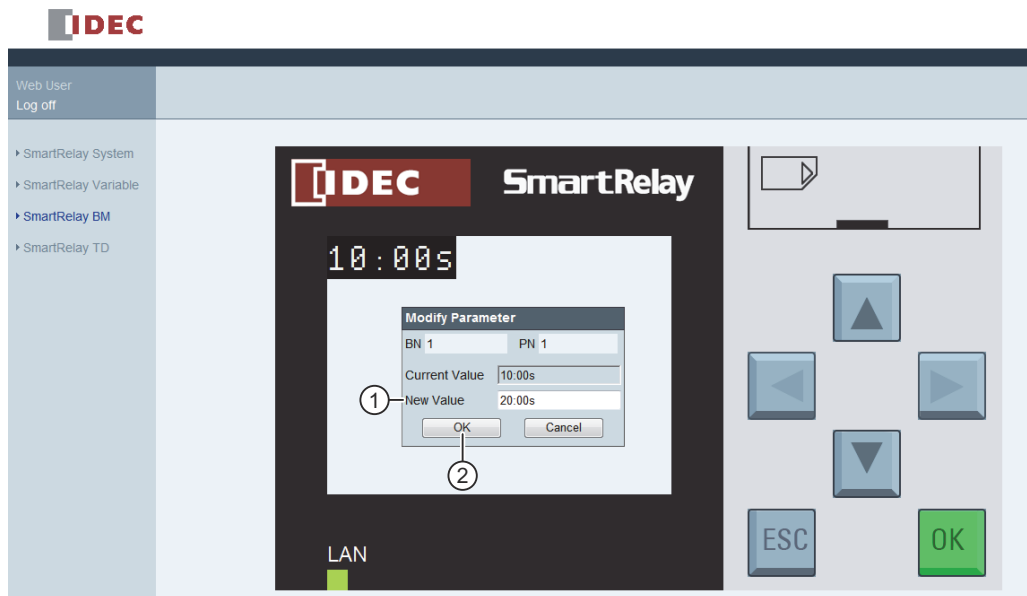 IDEC
Web User
Log off
SmartRelay System
SmartRelay Variable
SmartRelay BM
SmartRelay TD
IDEC SmartRelay
10:00s
Modify Parameter
BN 1 PN 1
Current Value 10:00s
1 New Value 20:00s
OK Cancel
2
ESC OK
LAN